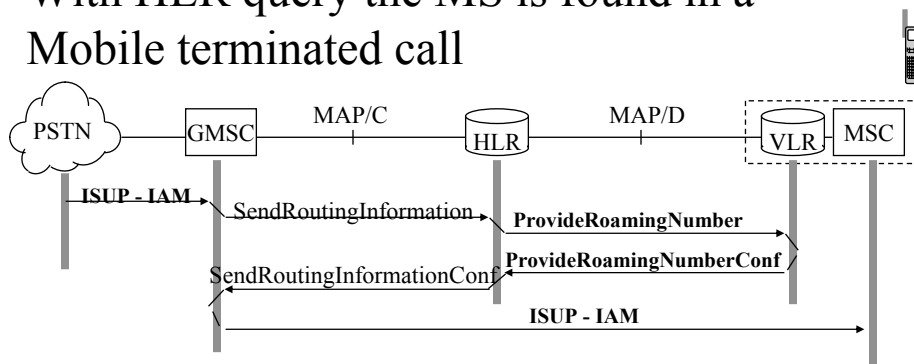 With HLR query the MS is found in a
Mobile terminated call
MAP/C
MAP/D
PSTN
GMSC
HLR
VLR
MSC
ISUP - IAM
SendRoutingInformation
ProvideRoamingNumber
ProvideRoamingNumberConf
SendRoutingInformationConf
ISUP - IAM